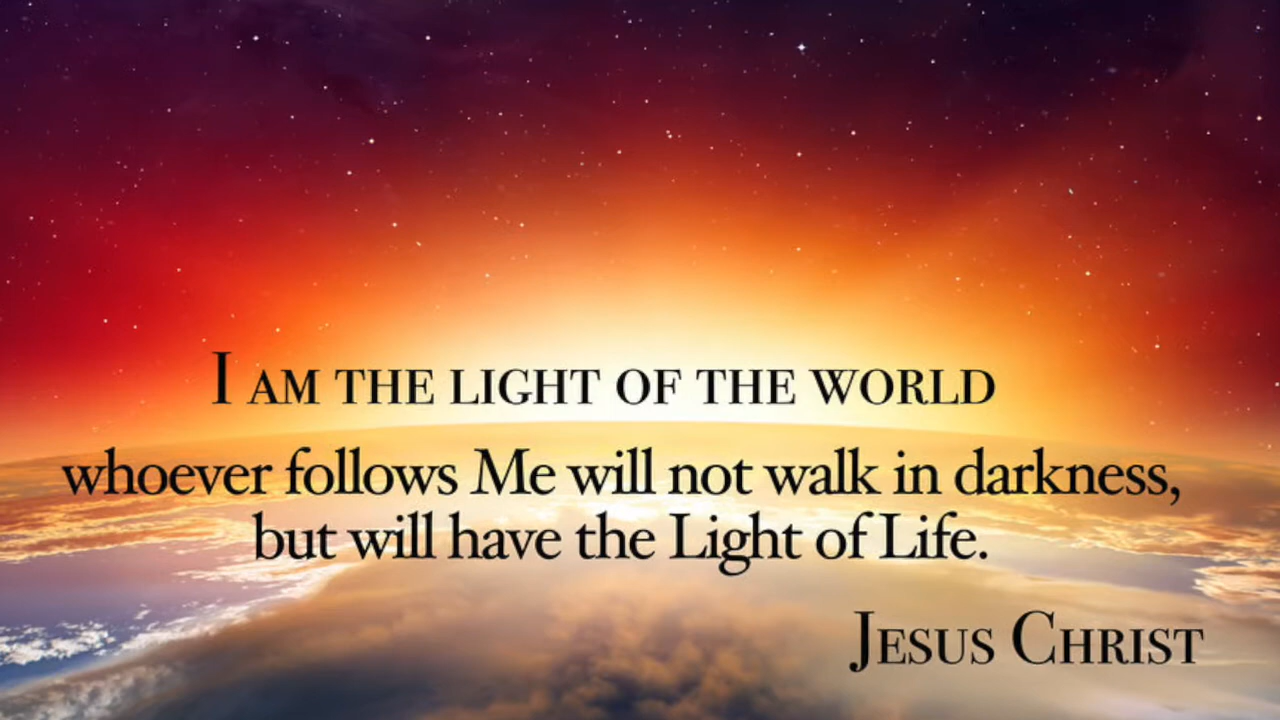 I AM THE LIGHT OF THE WORLD
whoever follows Me will not walk in darkness,
but will have the Light of Life.
JESUS CHRIST